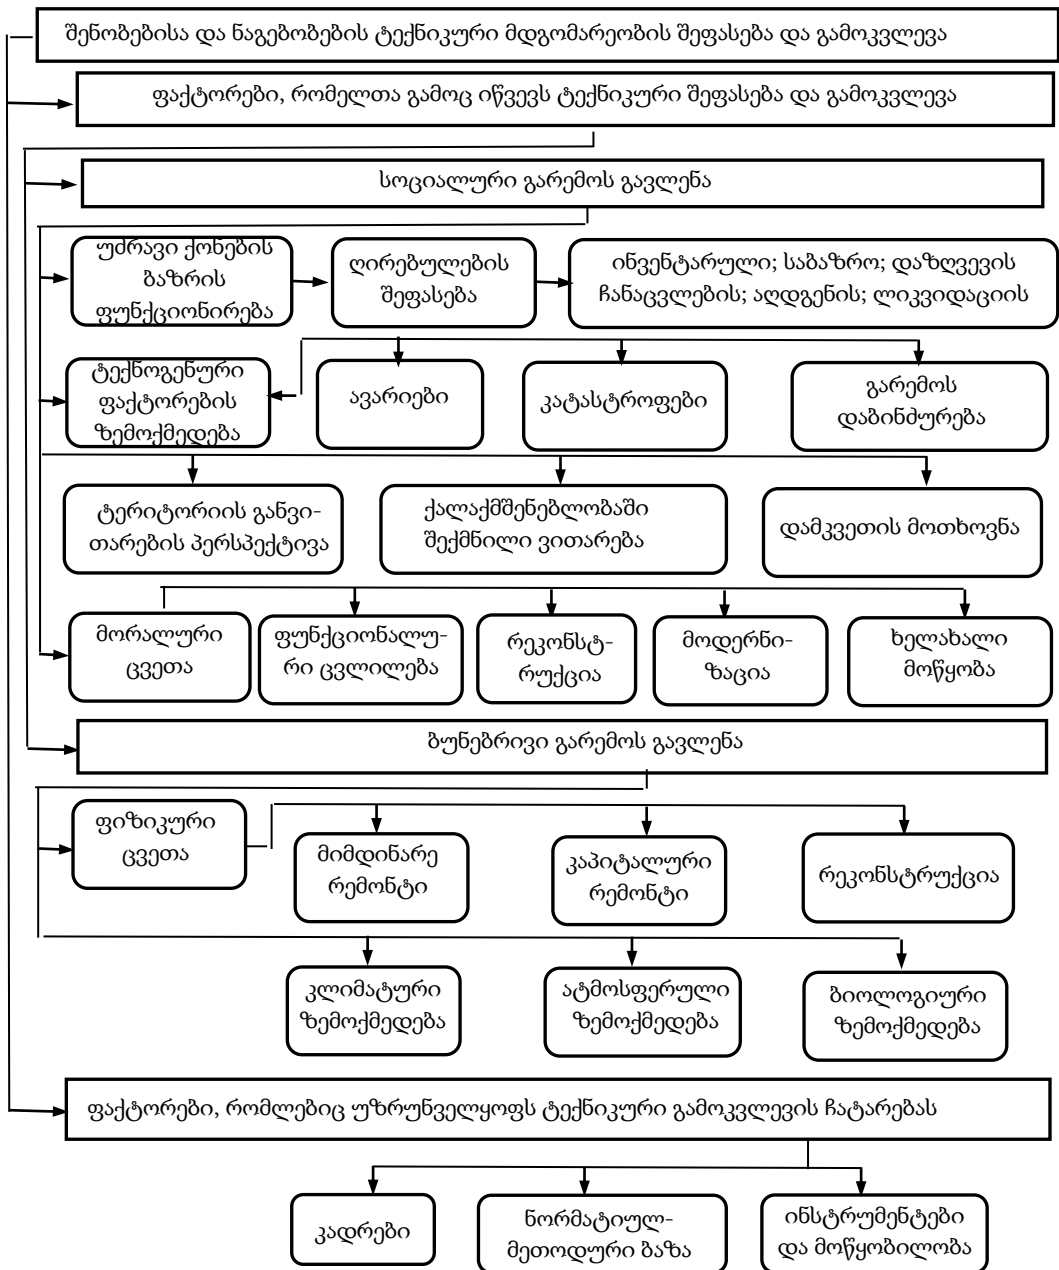 შენობებისა და ნაგებობების ტექნიკური მდგომარეობის შეფასება და გამოკვლევა
ფაქტორები, რომელთა გამოც იწვევს ტექნიკური შეფასება და გამოკვლევა
სოციალური გარემოს გავლენა
უძრავი ქონების
ბაზრის
ფუნქციონირება
ღირებულების
შეფასება
ინვენტარული; საბაზრო; დაზღვევის
ჩანაცვლების; აღდგენის; ლიკვიდაციის
ტექნოგენური
ფაქტორების
ზემოქმედება
ავარიები
კატასტროფები
გარემოს
დაბინძურება
ტერიტორიის განვი-
თარების პერსპექტივა
ქალაქმშენებლობაში
შექმნილი ვითარება
დამკვეთის მოთხოვნა
მორალური
ცვეთა
ფუნქციონალუ-
რი ცვლილება
რეკონსტ-
რუქცია
მოდერნი-
ზაცია
ხელახალი
მოწყობა
ბუნებრივი გარემოს გავლენა
ფიზიკური
ცვეთა
მიმდინარე
რემონტი
კაპიტალური
რემონტი
რეკონსტრუქცია
კლიმატური
ზემოქმედება
ატმოსფერული
ზემოქმედება
ბიოლოგიური
ზემოქმედება
ფაქტორები, რომლებიც უზრუნველყოფს ტექნიკური გამოკვლევის ჩატარებას
კადრები
ნორმატიულ-
მეთოდური ბაზა
ინსტრუმენტები
და მოწყობილობა